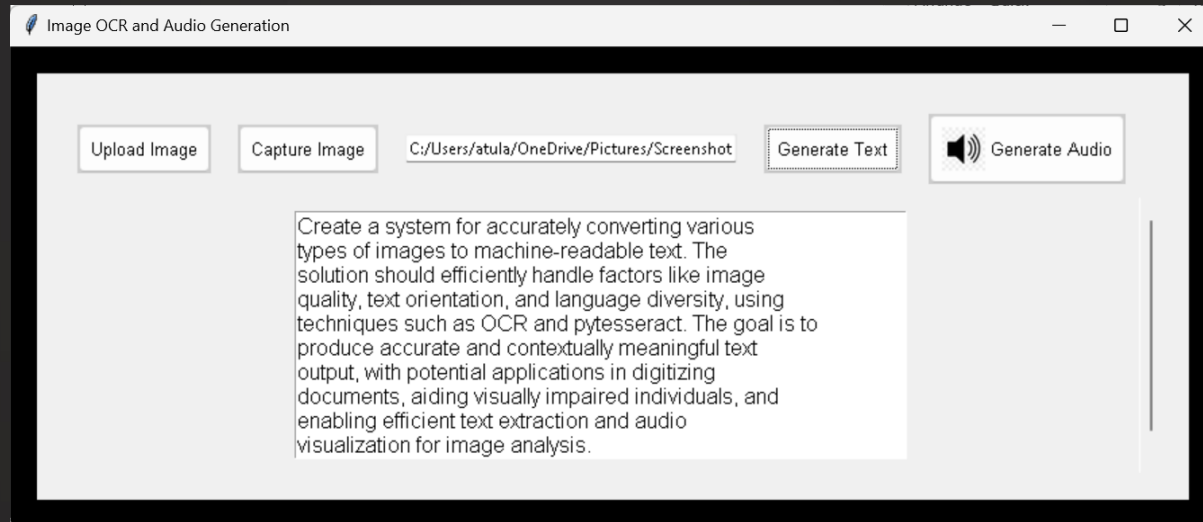 Image OCR and Audio Generation
Upload Image
Capture Image
C:/Users/atula/OneDrive/Pictures/Screenshot
Generate Text
Generate Audio
Create a system for accurately converting various
types of images to machine-readable text. The
solution should efficiently handle factors like image
quality, text orientation, and language diversity, using
techniques such as OCR and pytesseract. The goal is to
produce accurate and contextually meaningful text
output, with potential applications in digitizing
documents, aiding visually impaired individuals, and
enabling efficient text extraction and audio
visualization for image analysis.